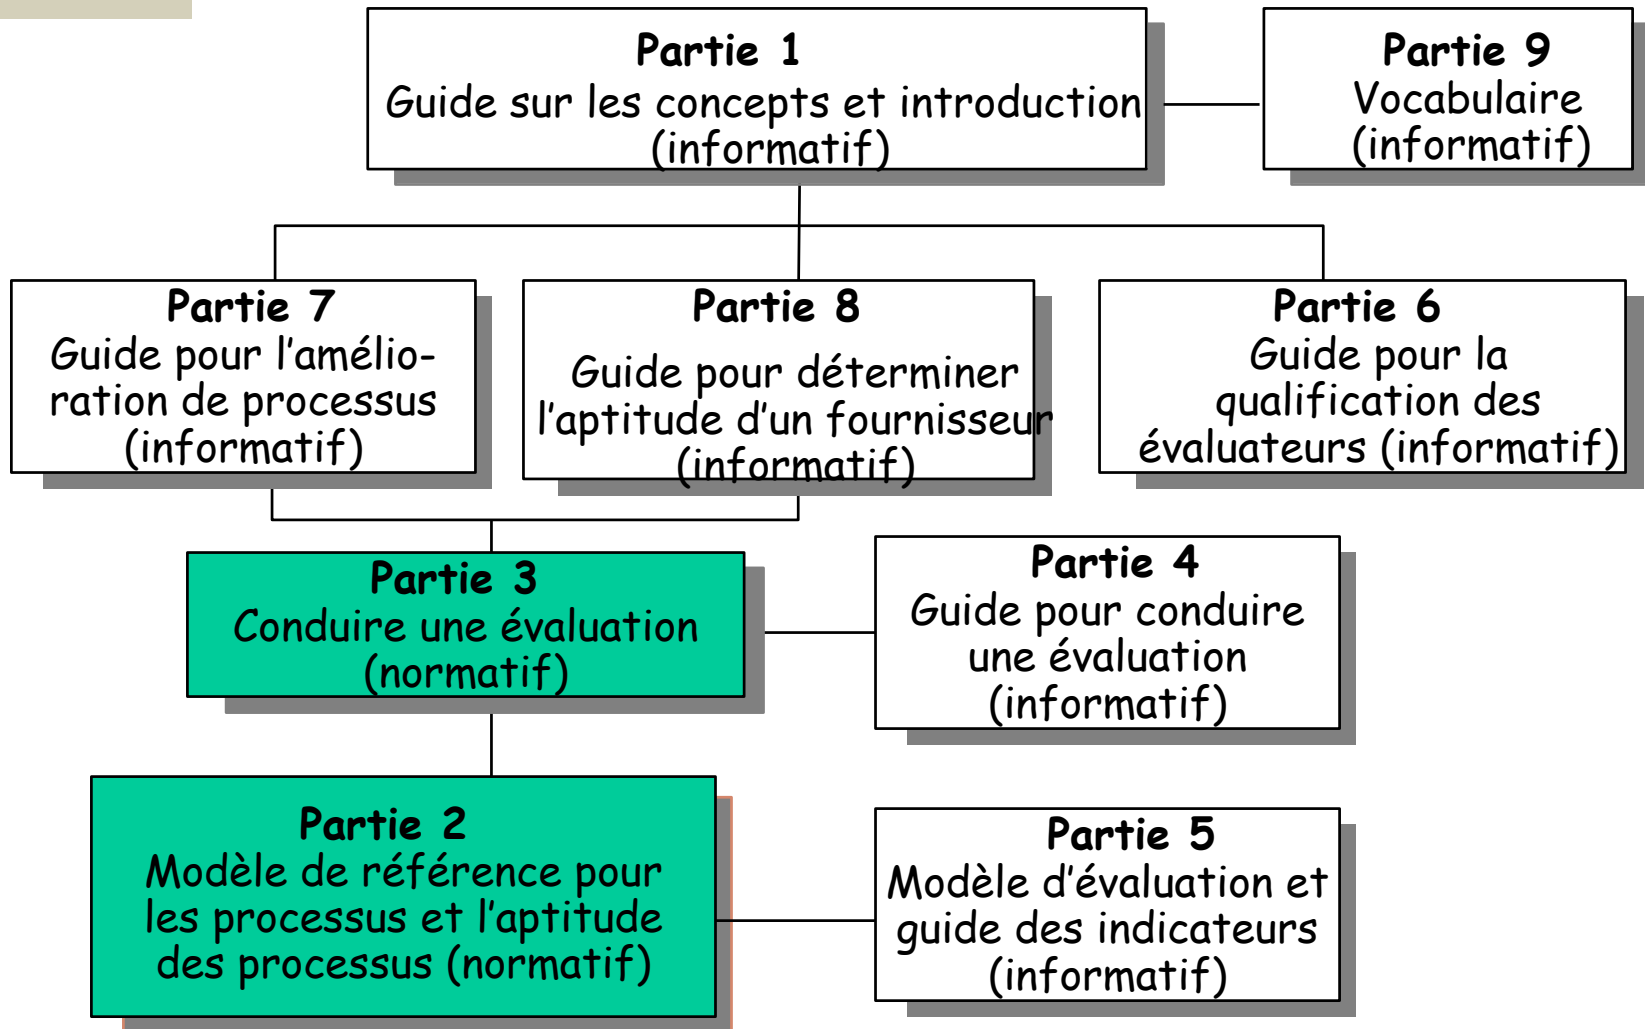 Partie 1
Guide sur les concepts et introduction
(informatif)
Partie 9
Vocabulaire
(informatif)
Partie 7
Guide pour l'amélio-
ration de processus
(informatif)
Partie 8
Guide pour déterminer
l'aptitude d'un fournisseur
(informatif)
Partie 6
Guide pour la
qualification des
évaluateurs (informatif)
Partie 3
Conduire une évaluation
(normatif)
Partie 4
Guide pour conduire
une évaluation
(informatif)
Partie 2
Modèle de référence pour
les processus et l'aptitude
des processus (normatif)
Partie 5
Modèle d'évaluation et
guide des indicateurs
(informatif)